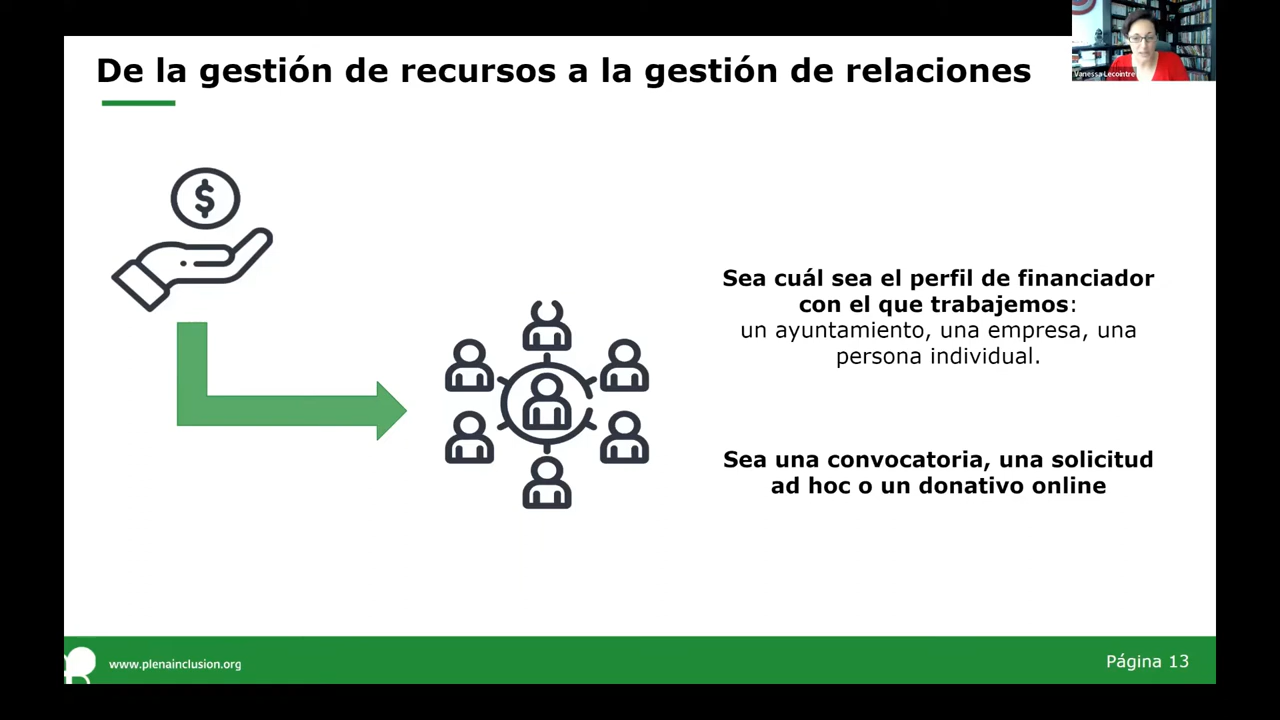 De la gestión de recursos a la gestión de relaciones
Vanessa Lecointre
$
Sea cuál sea el perfil de financiador
con el que trabajemos:
un ayuntamiento, una empresa, una
persona individual.
Sea una convocatoria, una solicitud
ad hoc o un donativo online
www.plenainclusion.org
Página 13